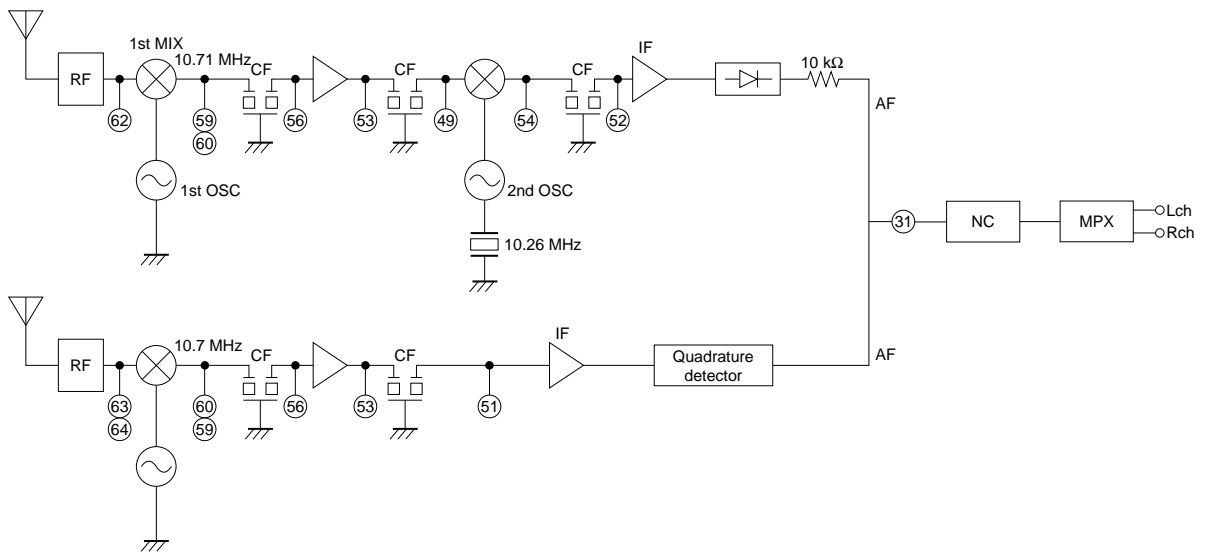 1st MIX
10.71 MHz
RF
CF
CF
IF
10 kΩ
AF
62
59
60
56
53
49
54
52
1st OSC
2nd OSC
10.26 MHz
31
NC
MPX
Lch
Rch
10.7 MHz
RF
CF
CF
IF
Quadrature
detector
AF
63
64
60
59
56
53
51